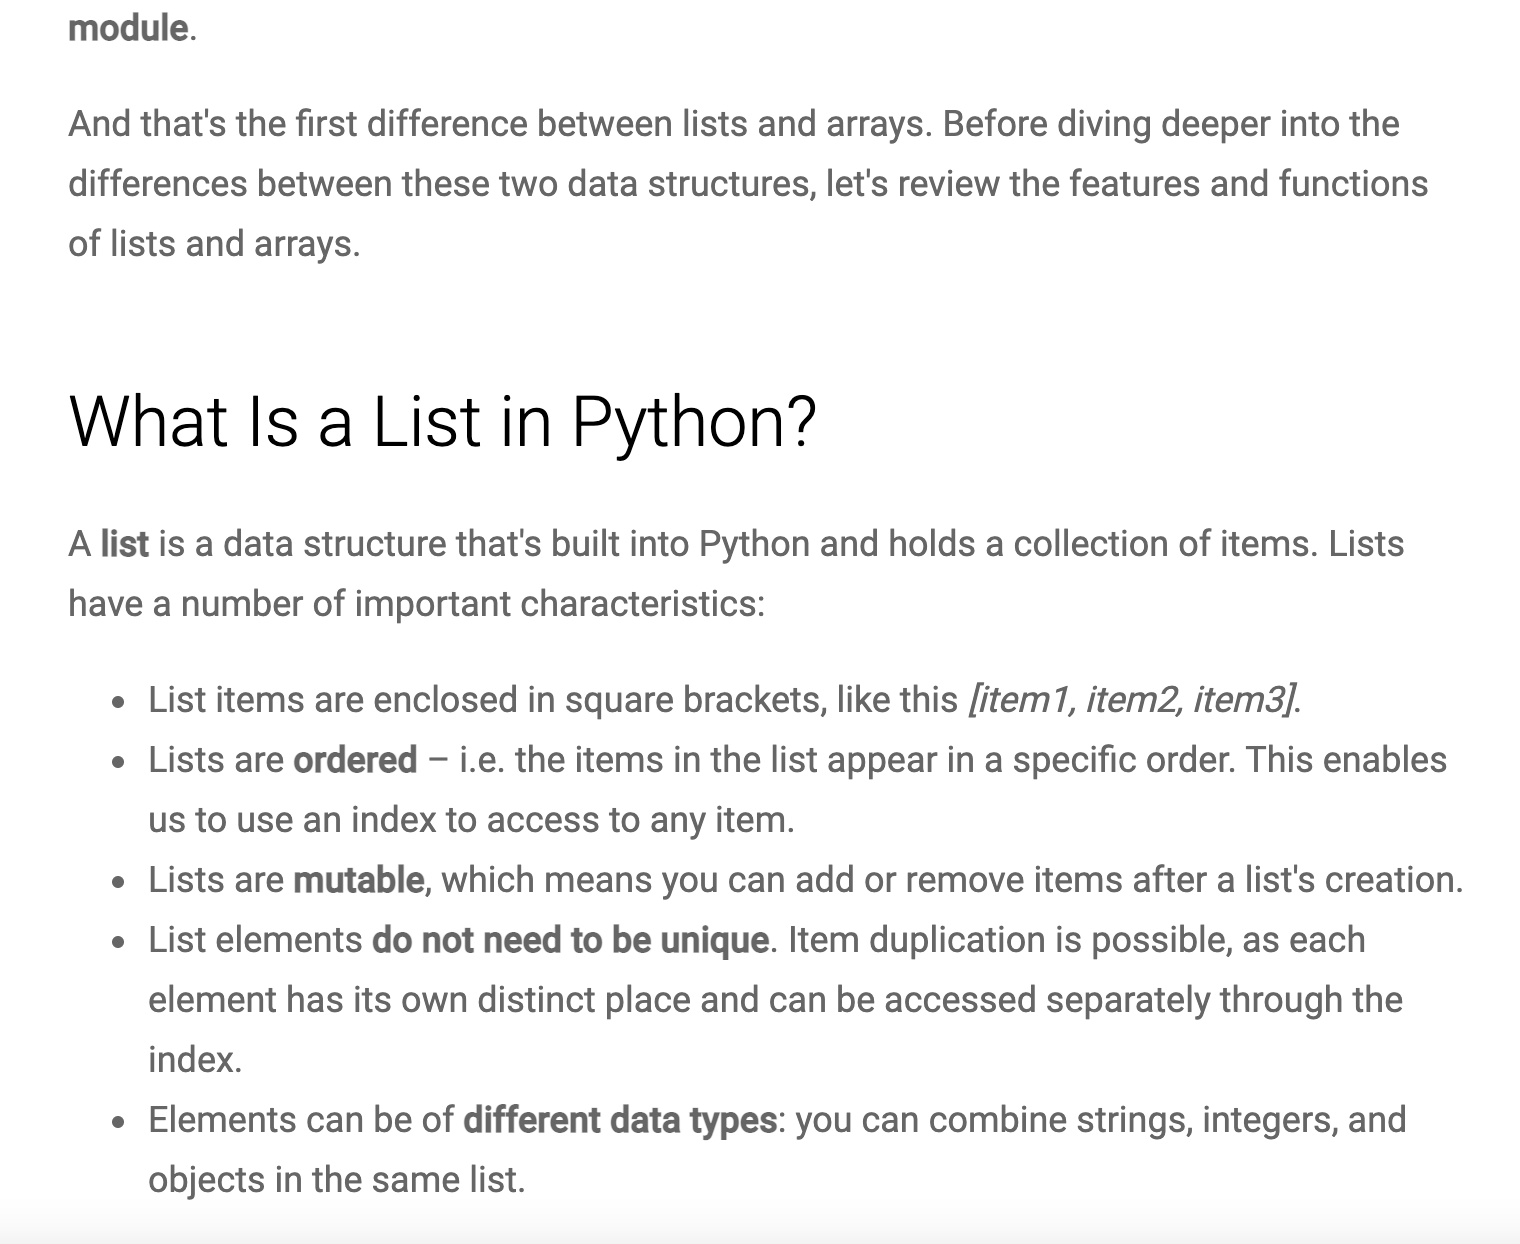 module.
And that's the first difference between lists and arrays. Before diving deeper into the
differences between these two data structures, let's review the features and functions
of lists and arrays.
What Is a List in Python?
A list is a data structure that's built into Python and holds a collection of items. Lists
have a number of important characteristics:
• List items are enclosed in square brackets, like this [item1, item2, item3].
• Lists are ordered – i.e. the items in the list appear in a specific order. This enables
us to use an index to access to any item.
• Lists are mutable, which means you can add or remove items after a list's creation.
• List elements do not need to be unique. Item duplication is possible, as each
element has its own distinct place and can be accessed separately through the
index.
• Elements can be of different data types: you can combine strings, integers, and
objects in the same list.